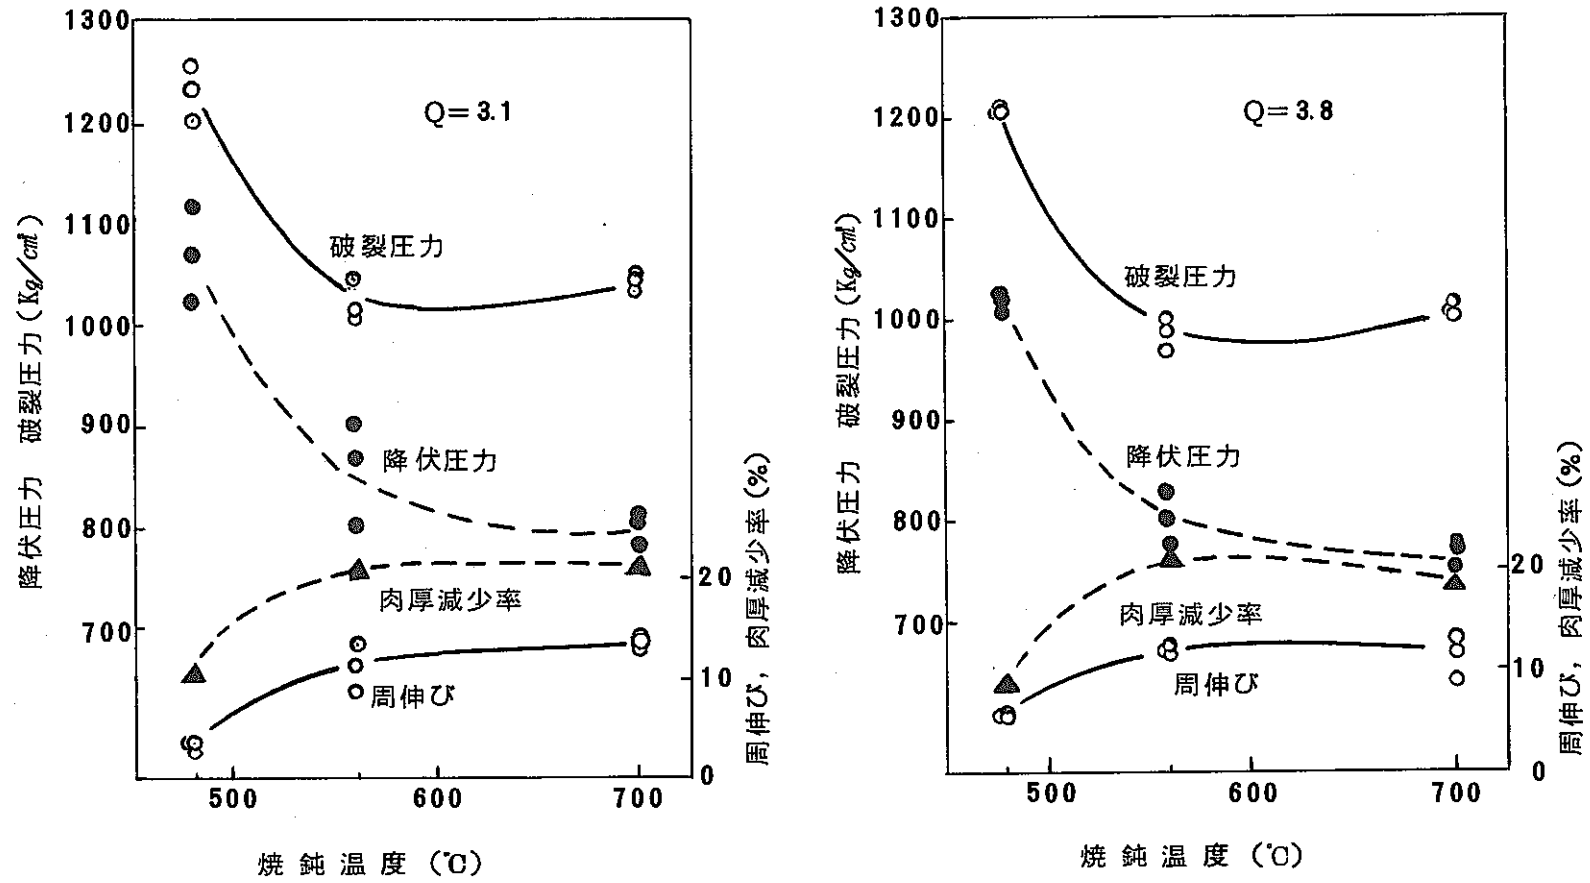 1300
1200
1100
1000
900
800
700
降伏圧力 破裂圧力(Kg/cm²)
Q=3.1
破裂圧力
降伏圧力
肉厚減少率
周伸び
20
10
0
周伸び, 肉厚減少率(%)
500 600 700
焼鈍温度(℃)
1300
1200
1100
1000
900
800
700
降伏圧力 破裂圧力(Kg/cm²)
Q=3.8
破裂圧力
降伏圧力
肉厚減少率
周伸び
20
10
0
周伸び, 肉厚減少率(%)
500 600 700
焼鈍温度(℃)